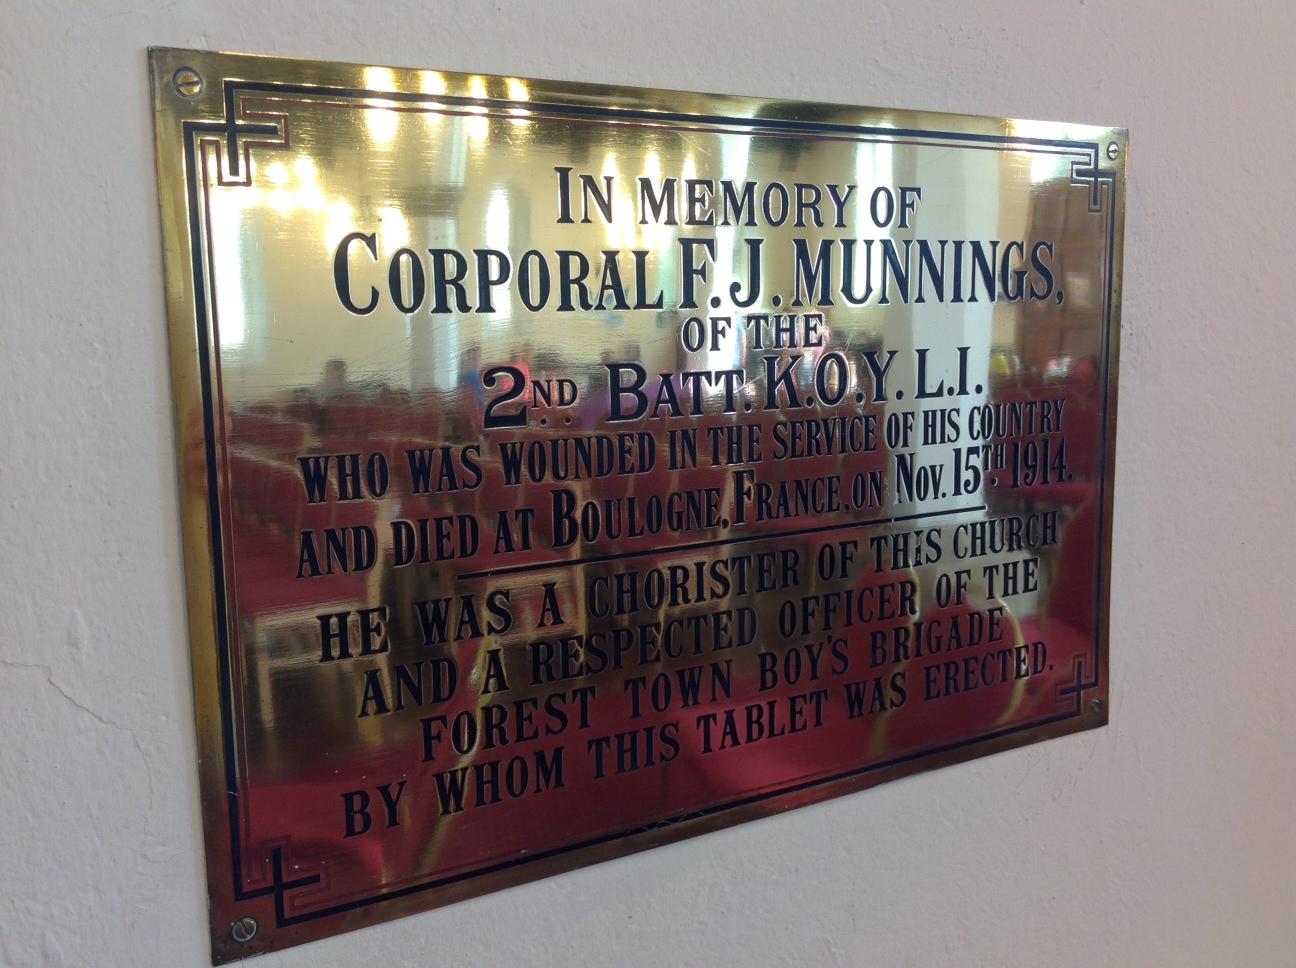 IN MEMORY OF
CORPORAL F. J. MUNNINGS,
OF THE
2ND BATT. K.O.Y.L.I.
WHO WAS WOUNDED IN THE SERVICE OF HIS COUNTRY
AND DIED AT BOULOGNE, FRANCE, ON NOV. 15TH 1914.
HE WAS A CHORISTER OF THIS CHURCH
AND A RESPECTED OFFICER OF THE
FOREST TOWN BOY'S BRIGADE
BY WHOM THIS TABLET WAS ERECTED.